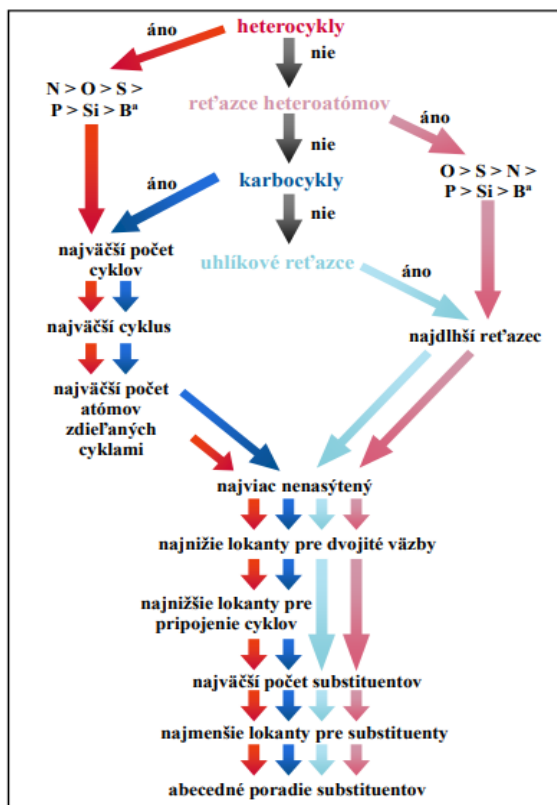 heterocykly
áno
nie
N > O > S >
P > Si > Bª
reťazce heteroatómov
áno
nie
O > S > N >
P > Si > Bª
áno
karbocykly
nie
najväčší počet
cyklov
uhlíkové reťazce
áno
najväčší cyklus
najdlhší reťazec
najväčší počet
atómov
zdieľaných
cyklami
najviac nenasýtený
najnižie lokanty pre dvojité väzby
najnižšie lokanty pre
pripojenie cyklov
najväčší počet substituentov
najmenšie lokanty pre substituenty
abecedné poradie substituentov